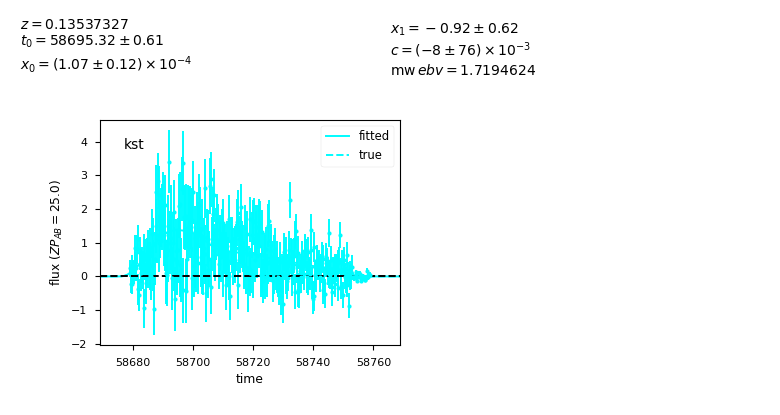 z = 0.13537327
t₀ = 58695.32 ± 0.61
x₀ = (1.07 ± 0.12) × 10⁻⁴
x₁ = − 0.92 ± 0.62
c = (−8 ± 76) × 10⁻³
mw ebv = 1.7194624
kst
fitted
true
4
3
2
1
0
−1
−2
flux (ZP_AB = 25.0)
58680 58700 58720 58740 58760
time